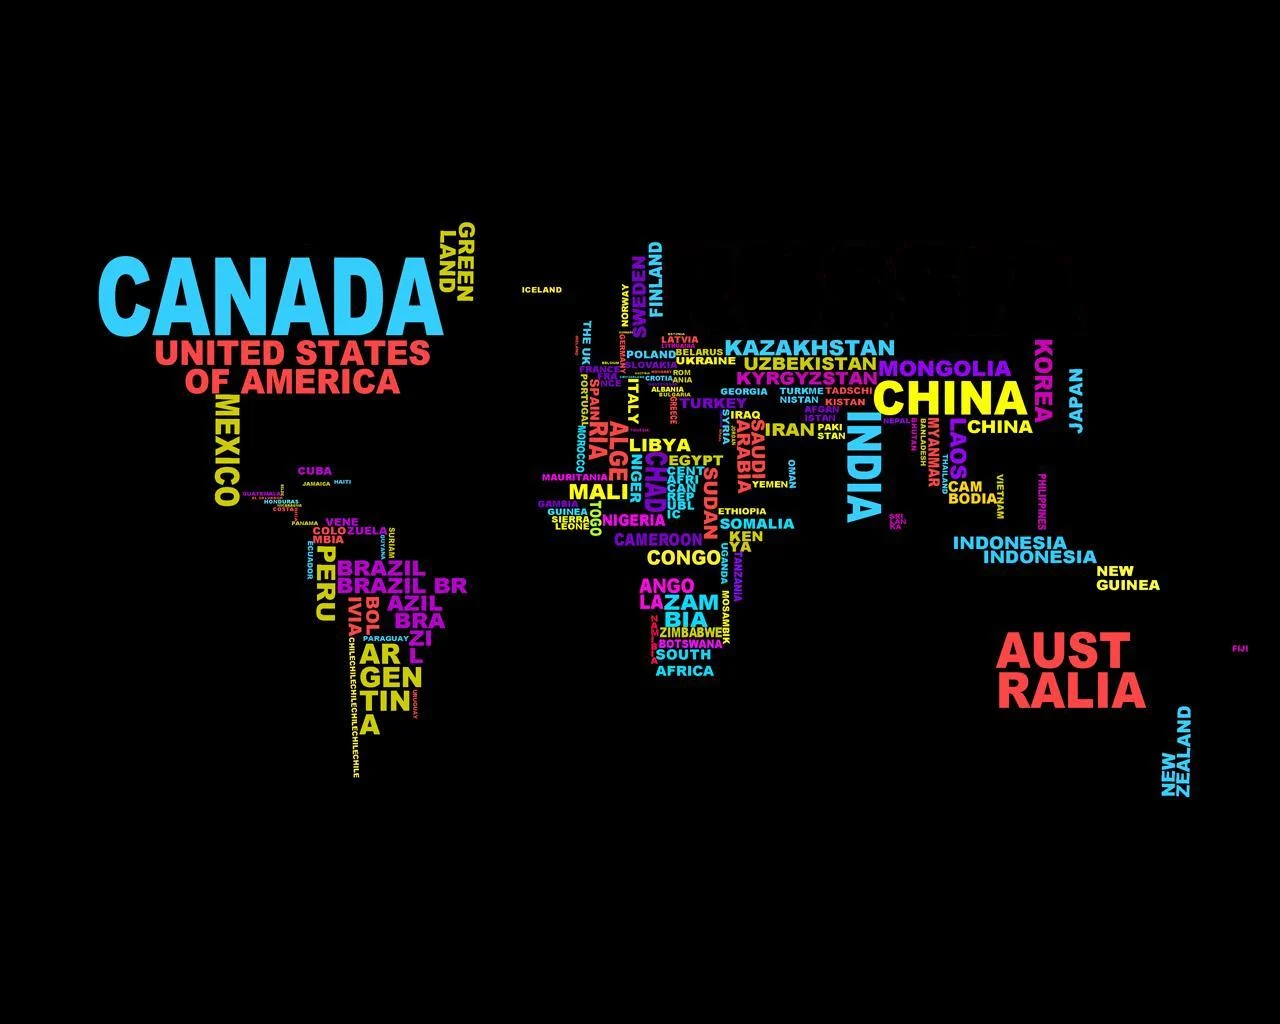 GREEN
LAND
CANADA
UNITED STATES
OF AMERICA
MEXICO
CUBA
JAMAICA
HAITI
GUATEMALA
HONDURAS
COSTA
PANAMA
VENE
ZUELA
COLO
MBIA
GUYANA
SURIAM
ECUADOR
PERU
BRAZIL
BRAZIL BR
AZIL
BRA
ZI
L
BOL
IVIA
PARAGUAY
CHILECHILECHILECHILECHILE
AR
GEN
TIN
A
URUGUAY
ICELAND
NORWAY
SWEDEN
FINLAND
THE UK
GERMANY
LATVIA
LITHUANIA
POLAND
BELARUS
UKRAINE
SLOVAKIA
FRANCE
FRA
NCE
CROTIA
ROM
ANIA
ALBANIA
BULGARIA
GREECE
PORTUGAL
SPAIN
ITALY
TURKEY
GEORGIA
KAZAKHSTAN
UZBEKISTAN
KYRGYZSTAN
TURKME
NISTAN
TADSCHI
KISTAN
AFGAN
ISTAN
MONGOLIA
CHINA
CHINA
KOREA
JAPAN
SYRIA
IRAQ
JORDAN
IRAN
PAKI
STAN
SAUDI
ARABIA
OMAN
YEMEN
INDIA
NEPAL
BHUTAN
BANLADESH
MYANMAR
LAOS
THAILAND
CAM
BODIA
VIETNAM
PHILIPPINES
SRI
LAN
KA
MOROCCO
ALGE
RIA
LIBYA
EGYPT
MAURITANIA
MALI
NIGER
CHAD
CENT
AFRI
CAN
REP
UBL
IC
SUDAN
GAMBIA
GUINEA
SIERRA
LEONE
TOGO
NIGERIA
CAMEROON
ETHIOPIA
SOMALIA
KEN
YA
CONGO
UGANDA
TANZANIA
ANGO
LA
ZAM
BIA
MOSAMBIK
NAMIBIA
ZIMBABWE
BOTSWANA
SOUTH
AFRICA
INDONESIA
INDONESIA
NEW
GUINEA
AUST
RALIA
FIJI
NEW
ZEALAND